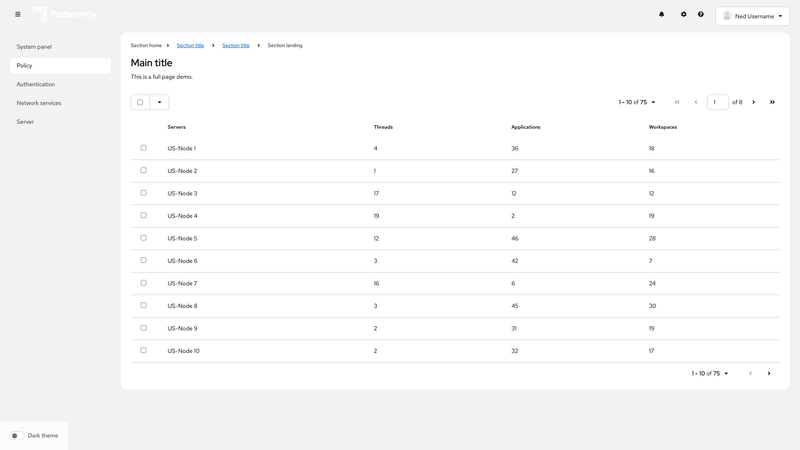 PatternFly
Ned Username
System panel
Policy
Authentication
Network services
Server
Section home
Section title
Section title
Section landing
Main title
This is a full page demo.
1 - 10 of 75
1 of 8
Servers Threads Applications Workspaces
US-Node 1 4 36 18
US-Node 2 1 27 16
US-Node 3 17 12 12
US-Node 4 19 2 19
US-Node 5 12 46 28
US-Node 6 3 42 7
US-Node 7 16 6 24
US-Node 8 3 45 30
US-Node 9 2 31 19
US-Node 10 2 32 17
1 - 10 of 75
Dark theme